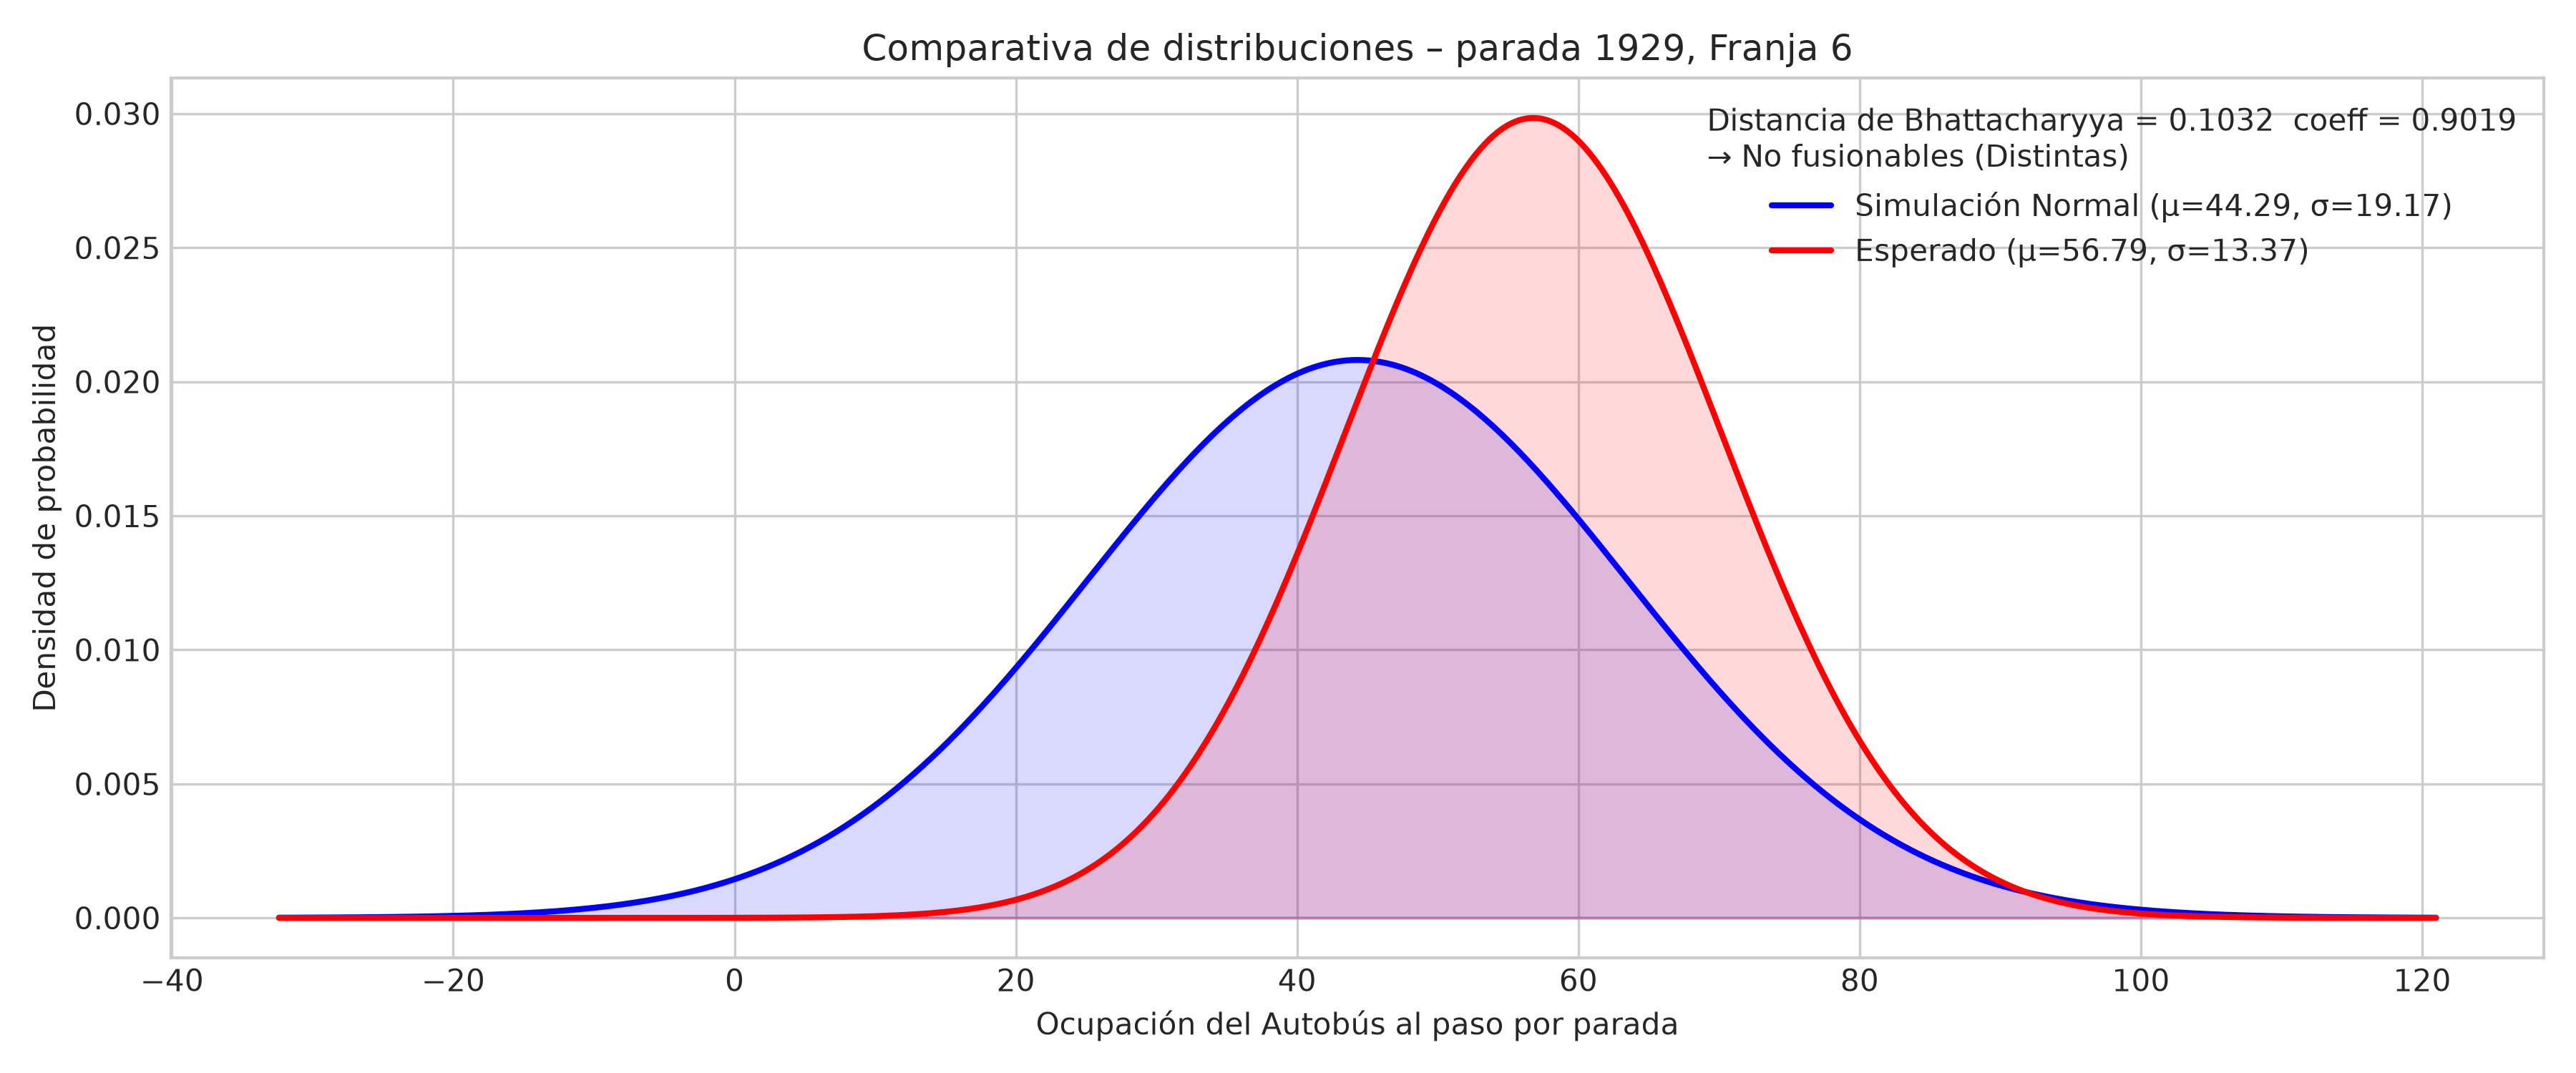 Comparativa de distribuciones – parada 1929, Franja 6
Distancia de Bhattacharyya = 0.1032  coeff = 0.9019
→ No fusionables (Distintas)
Simulación Normal (μ=44.29, σ=19.17)
Esperado (μ=56.79, σ=13.37)
Densidad de probabilidad
0.030
0.025
0.020
0.015
0.010
0.005
0.000
−40 −20 0 20 40 60 80 100 120
Ocupación del Autobús al paso por parada